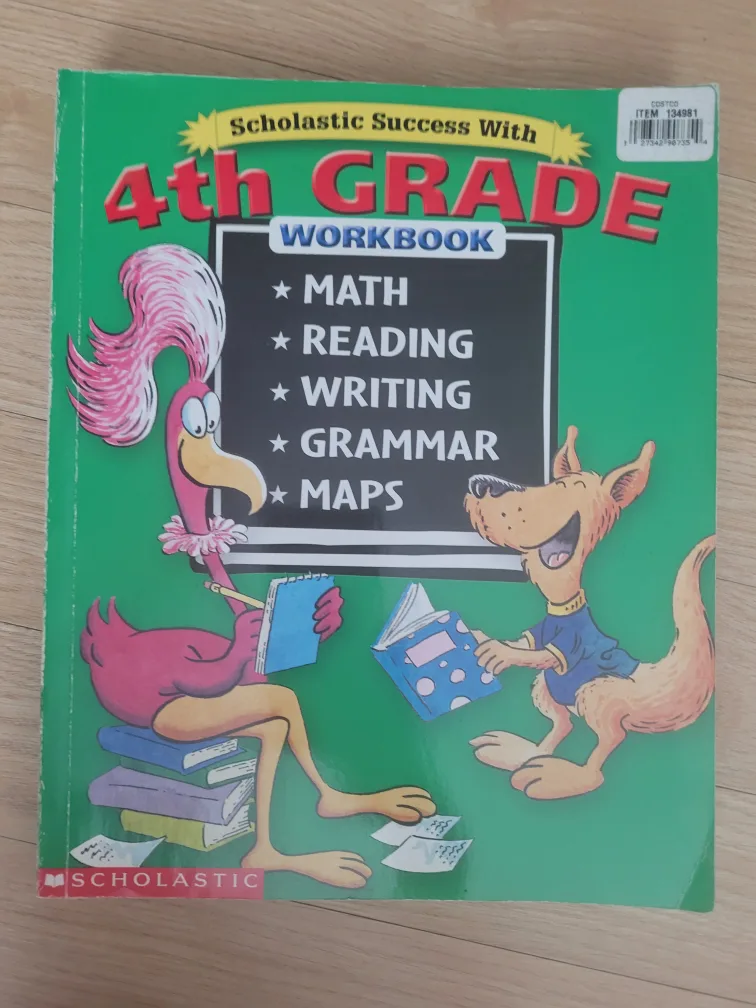 COSTCO
ITEM 134981
Scholastic Success With
4th GRADE
WORKBOOK
★ MATH
★ READING
★ WRITING
★ GRAMMAR
★ MAPS
SCHOLASTIC